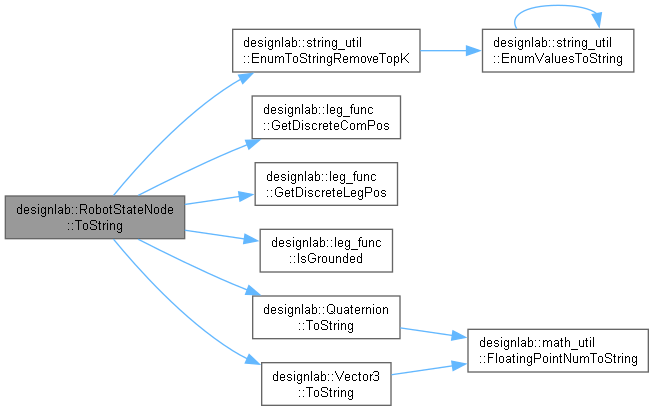 designlab::RobotStateNode
::ToString
designlab::string_util
::EnumToStringRemoveTopK
designlab::string_util
::EnumValuesToString
designlab::leg_func
::GetDiscreteComPos
designlab::leg_func
::GetDiscreteLegPos
designlab::leg_func
::IsGrounded
designlab::Quaternion
::ToString
designlab::math_util
::FloatingPointNumToString
designlab::Vector3
::ToString